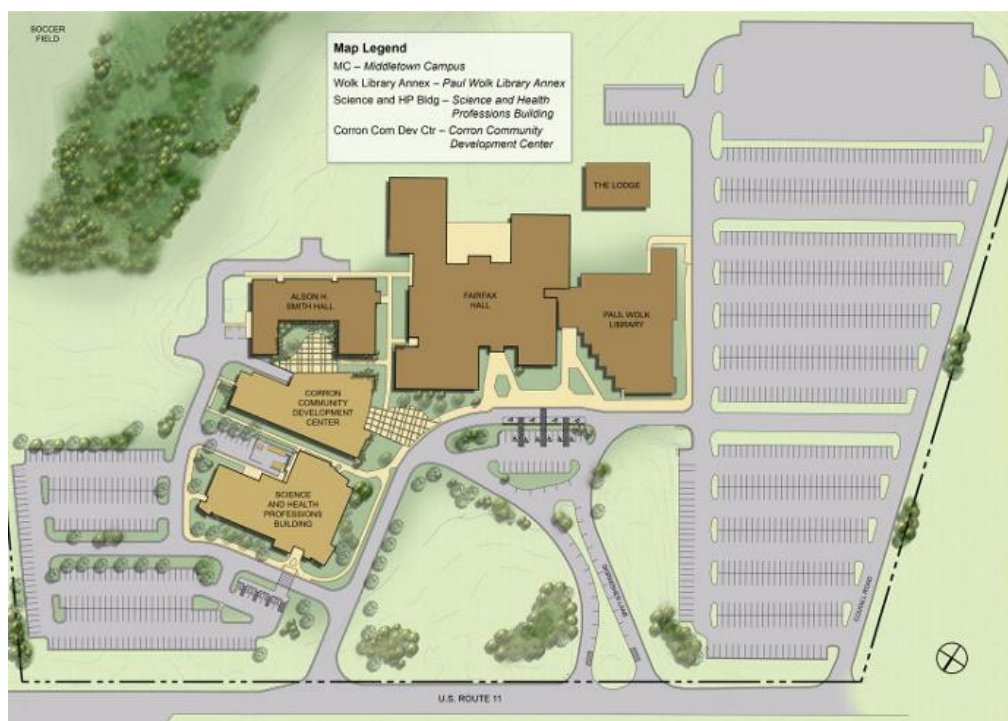 SOCCER
FIELD
Map Legend
MC – Middletown Campus
Wolk Library Annex – Paul Wolk Library Annex
Science and HP Bldg – Science and Health
Professions Building
Corron Com Dev Ctr – Corron Community
Development Center
THE LODGE
ALSON H.
SMITH HALL
FAIRFAX
HALL
PAUL WOLK
LIBRARY
CORRON
COMMUNITY
DEVELOPMENT
CENTER
SCIENCE
AND HEALTH
PROFESSIONS
BUILDING
U.S. ROUTE 11